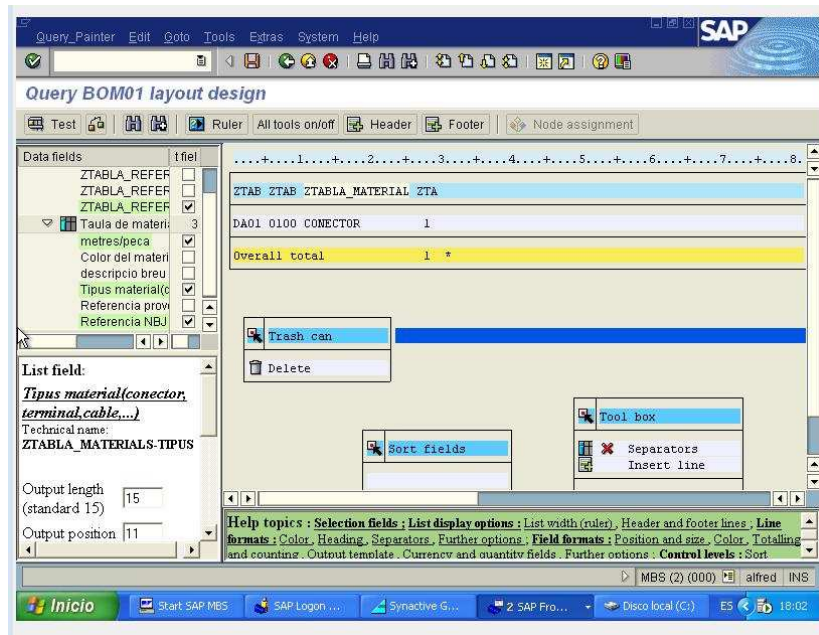 Query_Painter Edit Goto Tools Extras System Help
SAP
Query BOM01 layout design
Test Ruler All tools on/off Header Footer Node assignment
Data fields t fiel
ZTABLA_REFER
ZTABLA_REFER
ZTABLA_REFER
Taula de materi 3
metres/peca
Color del materi
descripcio breu
Tipus material(c
Referencia prov
Referencia NBJ
....+....1....+....2....+....3....+....4....+....5....+....6....+....7....+....8.
ZTAB ZTAB ZTABLA_MATERIAL ZTA
DA01 0100 CONECTOR 1
Overall total 1 *
Trash can
Delete
Sort fields
Tool box
Separators
Insert line
List field:
Tipus material(conector,
terminal,cable,...)
Technical name:
ZTABLA_MATERIALS-TIPUS
Output length
(standard 15) 15
Output position 11
Help topics : Selection fields ; List display options : List width (ruler) , Header and footer lines ; Line
formats : Color , Heading , Separators , Further options ; Field formats : Position and size , Color , Totalling
and counting , Output template , Currency and quantity fields , Further options ; Control levels : Sort
MBS (2) (000) alfred INS
Inicio Start SAP MBS SAP Logon ... Synactive G... 2 SAP Fro... Disco local (C:) ES 18:02